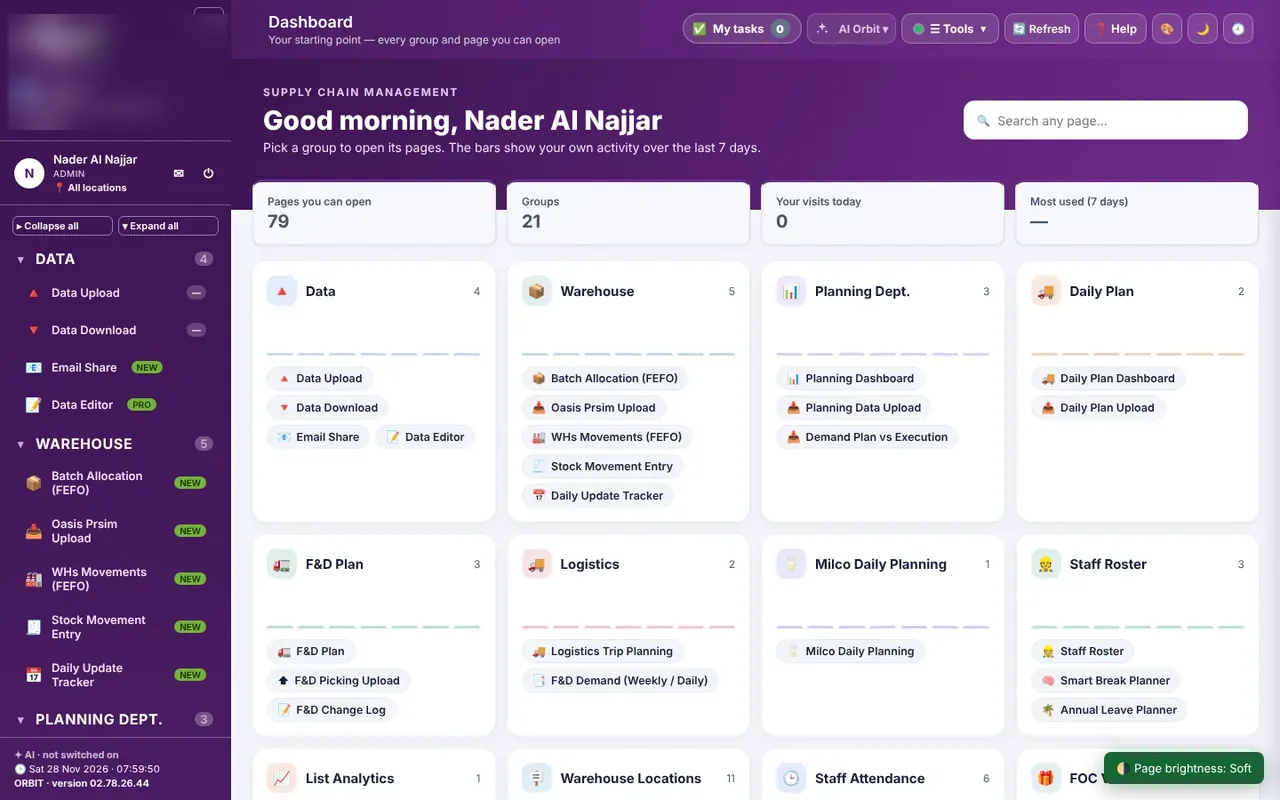 Nader Al Najjar
ADMIN
📍 All locations
▸ Collapse all
▾ Expand all
▼ DATA 4
🔺 Data Upload —
🔻 Data Download —
📧 Email Share NEW
📝 Data Editor PRO
▼ WAREHOUSE 5
📦 Batch Allocation (FEFO) NEW
📥 Oasis Prsim Upload NEW
🏭 WHs Movements (FEFO) NEW
🧾 Stock Movement Entry NEW
📅 Daily Update Tracker NEW
▼ PLANNING DEPT. 3
✦ AI · not switched on
🕒 Sat 28 Nov 2026 · 07:59:50
ORBIT · version 02.78.26.44
Dashboard
Your starting point — every group and page you can open
✅ My tasks 0
AI Orbit ▾
☰ Tools ▾
🔄 Refresh
❓ Help
SUPPLY CHAIN MANAGEMENT
Good morning, Nader Al Najjar
Pick a group to open its pages. The bars show your own activity over the last 7 days.
🔍 Search any page...
Pages you can open
79
Groups
21
Your visits today
0
Most used (7 days)
—
Data 4
Data Upload
Data Download
Email Share
Data Editor
Warehouse 5
Batch Allocation (FEFO)
Oasis Prsim Upload
WHs Movements (FEFO)
Stock Movement Entry
Daily Update Tracker
Planning Dept. 3
Planning Dashboard
Planning Data Upload
Demand Plan vs Execution
Daily Plan 2
Daily Plan Dashboard
Daily Plan Upload
F&D Plan 3
F&D Plan
F&D Picking Upload
F&D Change Log
Logistics 2
Logistics Trip Planning
F&D Demand (Weekly / Daily)
Milco Daily Planning 1
Milco Daily Planning
Staff Roster 3
Staff Roster
Smart Break Planner
Annual Leave Planner
List Analytics 1
Warehouse Locations 11
Staff Attendance 6
FOC
Page brightness: Soft